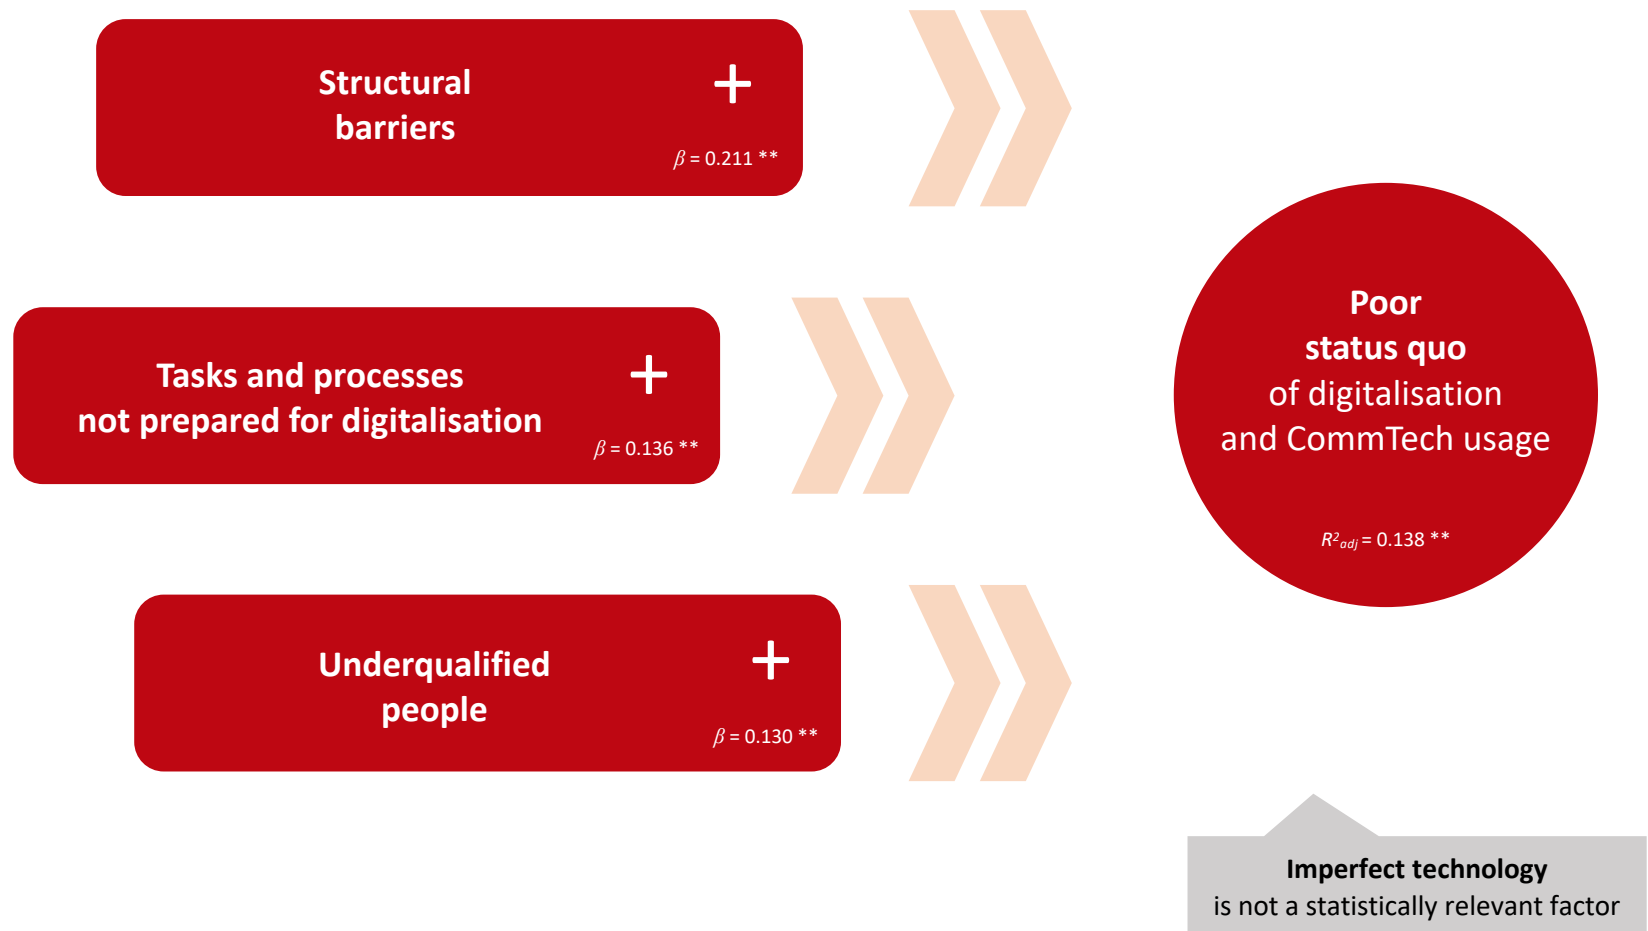 Structural
barriers
+
β = 0.211 **
Tasks and processes
not prepared for digitalisation
+
β = 0.136 **
Underqualified
people
+
β = 0.130 **
Poor
status quo
of digitalisation
and CommTech usage
R²adj = 0.138 **
Imperfect technology
is not a statistically relevant factor